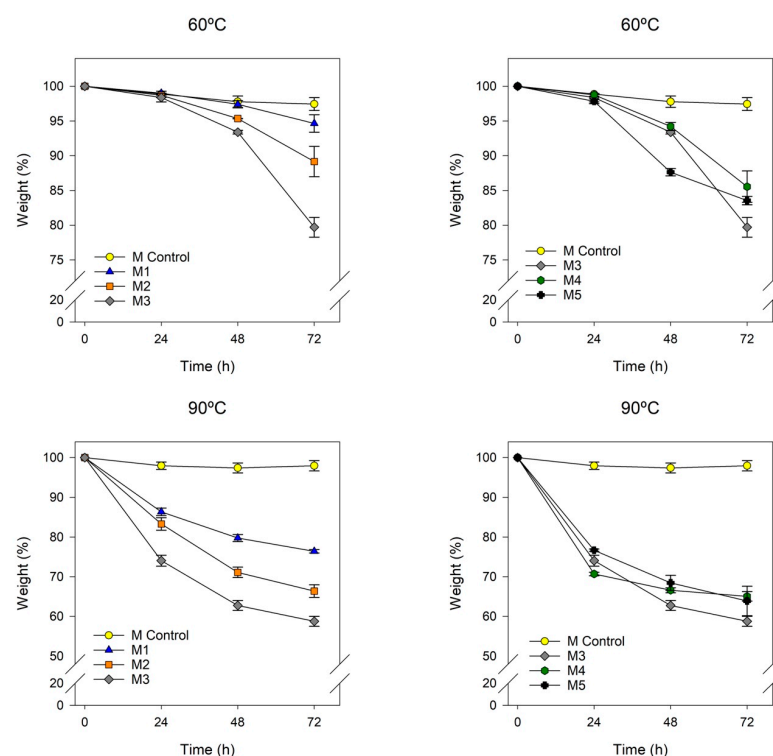 60ºC
100
95
90
85
80
75
20
0
Weight (%)
M Control
M1
M2
M3
0 24 48 72
Time (h)
60ºC
100
95
90
85
80
75
20
0
Weight (%)
M Control
M3
M4
M5
0 24 48 72
Time (h)
90ºC
100
90
80
70
60
50
20
0
Weight (%)
M Control
M1
M2
M3
0 24 48 72
Time (h)
90ºC
100
90
80
70
60
50
20
0
Weight (%)
M Control
M3
M4
M5
0 24 48 72
Time (h)